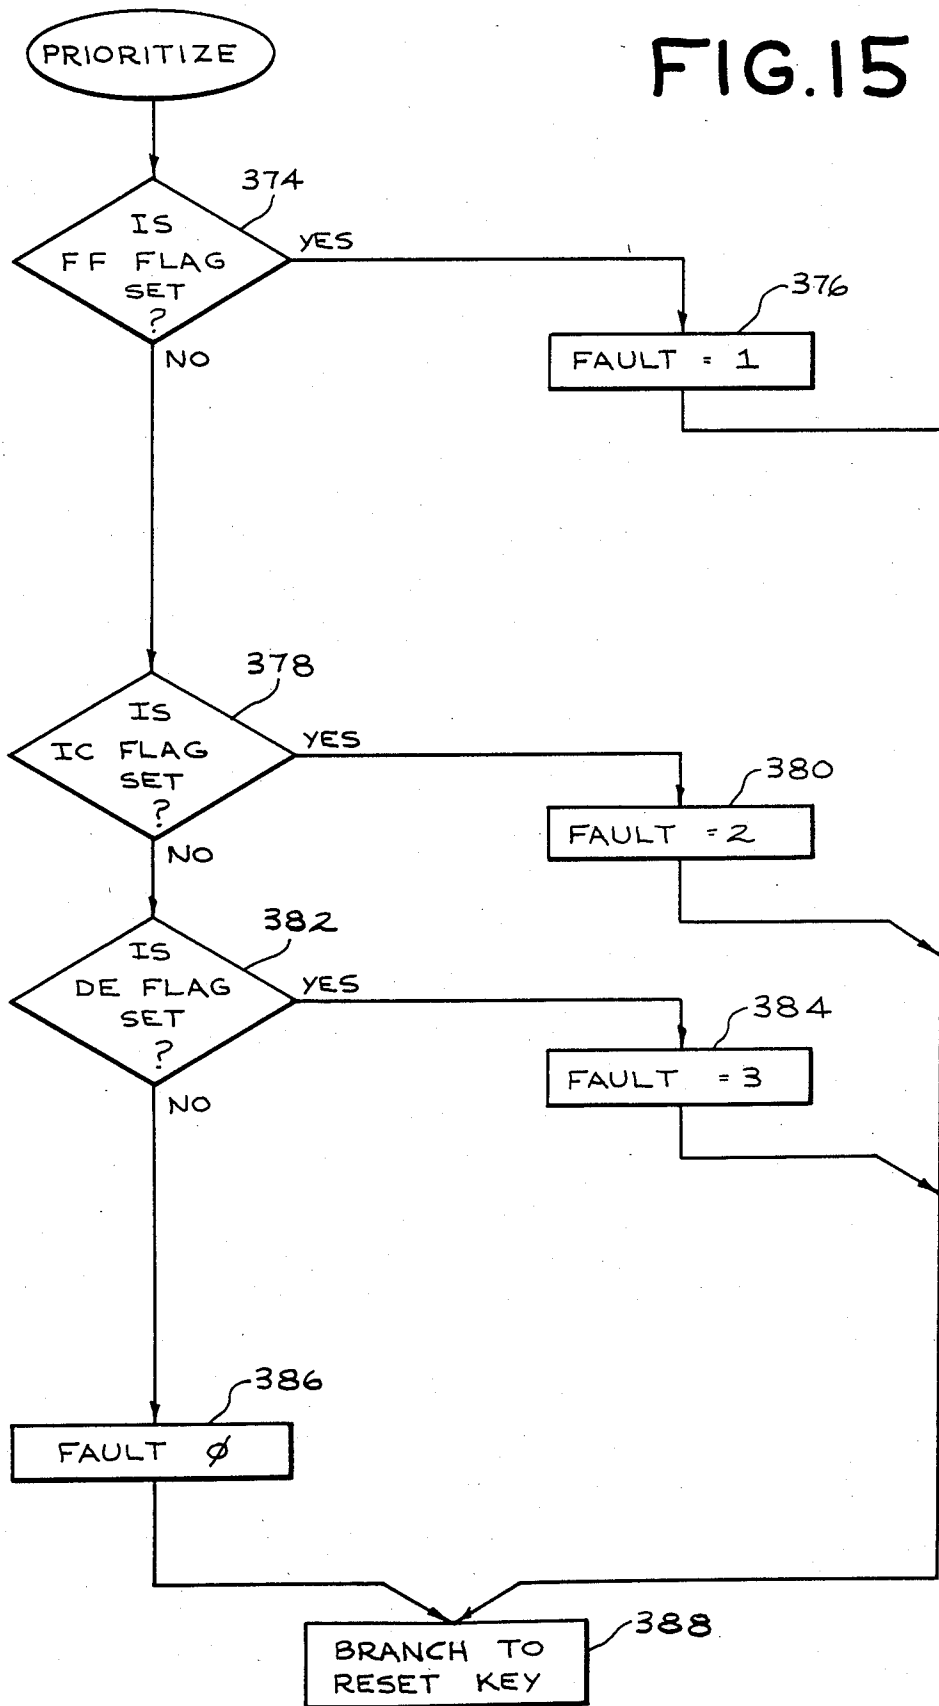 PRIORITIZE
FIG.15
374
IS
FF FLAG
SET
?
YES
NO
376
FAULT = 1
378
IS
IC FLAG
SET
?
YES
NO
380
FAULT = 2
382
IS
DE FLAG
SET
?
YES
NO
384
FAULT = 3
386
FAULT Ø
388
BRANCH TO
RESET KEY